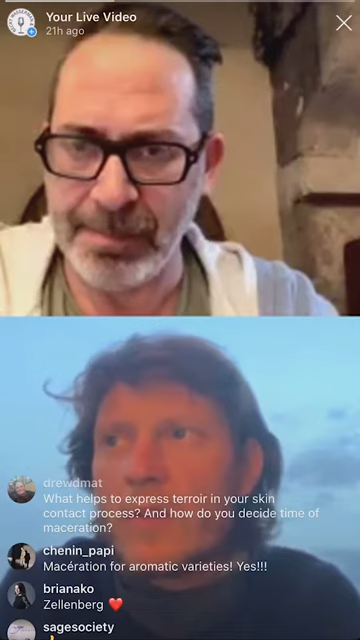 Your Live Video
21h ago
drewdmat
What helps to express terroir in your skin
contact process? And how do you decide time of
maceration?
chenin_papi
Macération for aromatic varieties! Yes!!!
brianako
Zellenberg ❤️
sagesociety